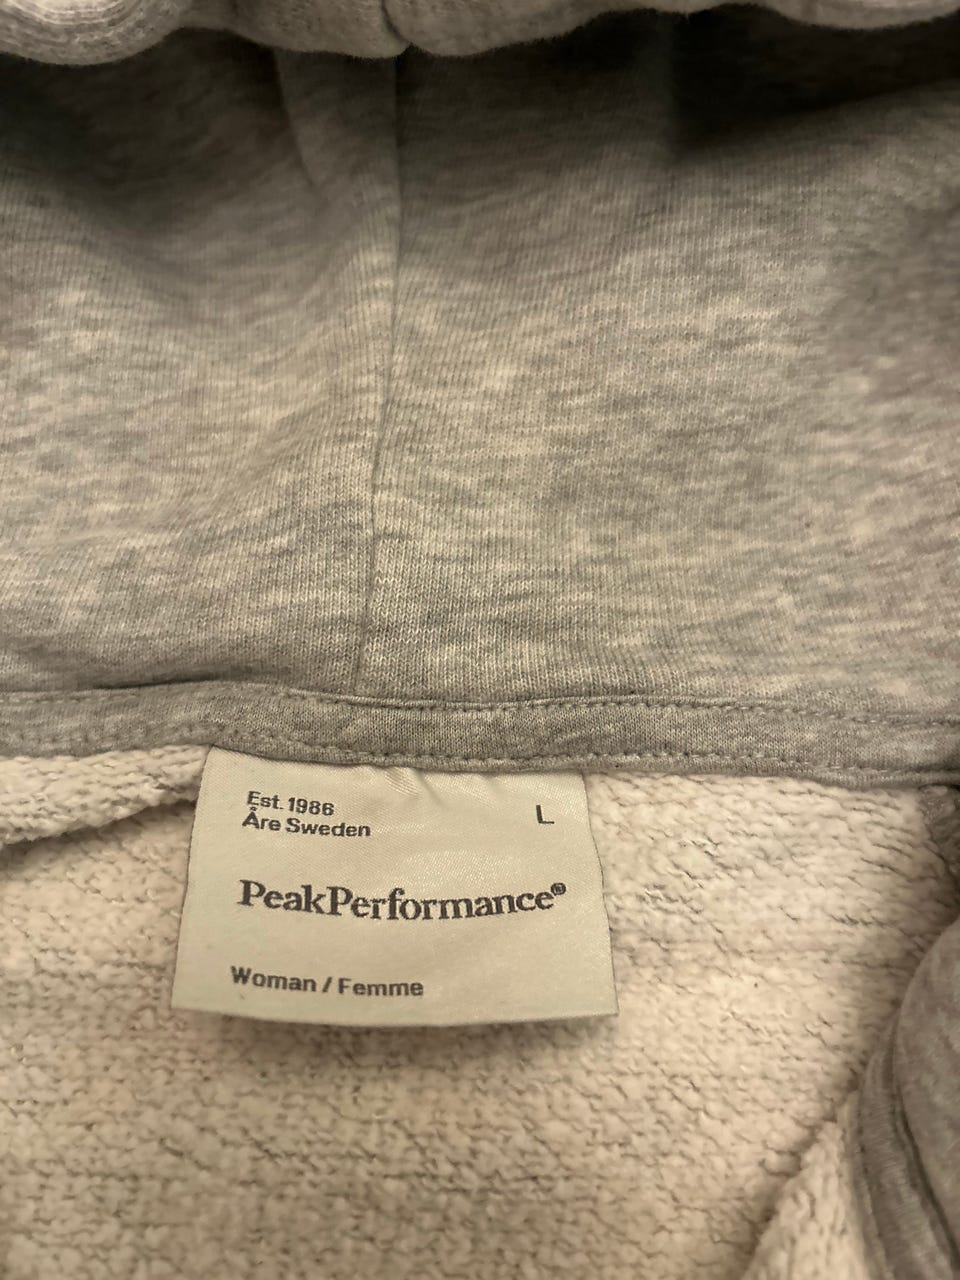 Est. 1986
Åre Sweden
L
PeakPerformance®
Woman / Femme